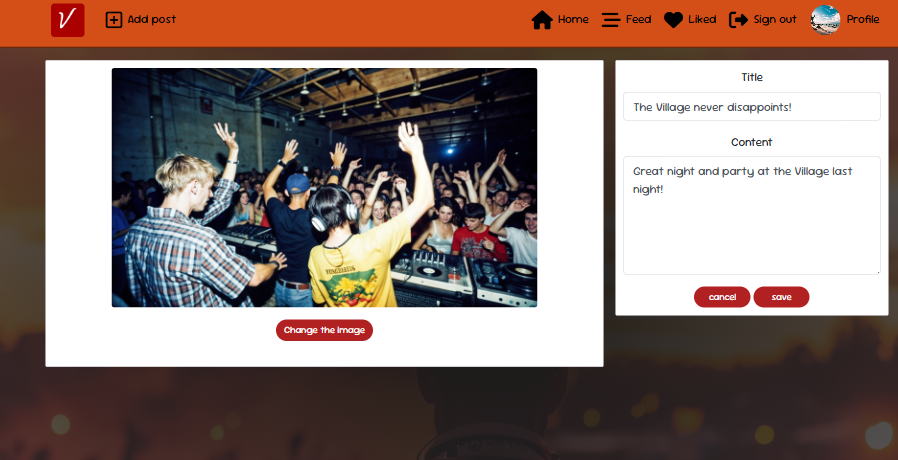 V
Add post
Home
Feed
Liked
Sign out
Profile
Title
The Village never disappoints!
Content
Great night and party at the Village last
night!
cancel
save
Change the image